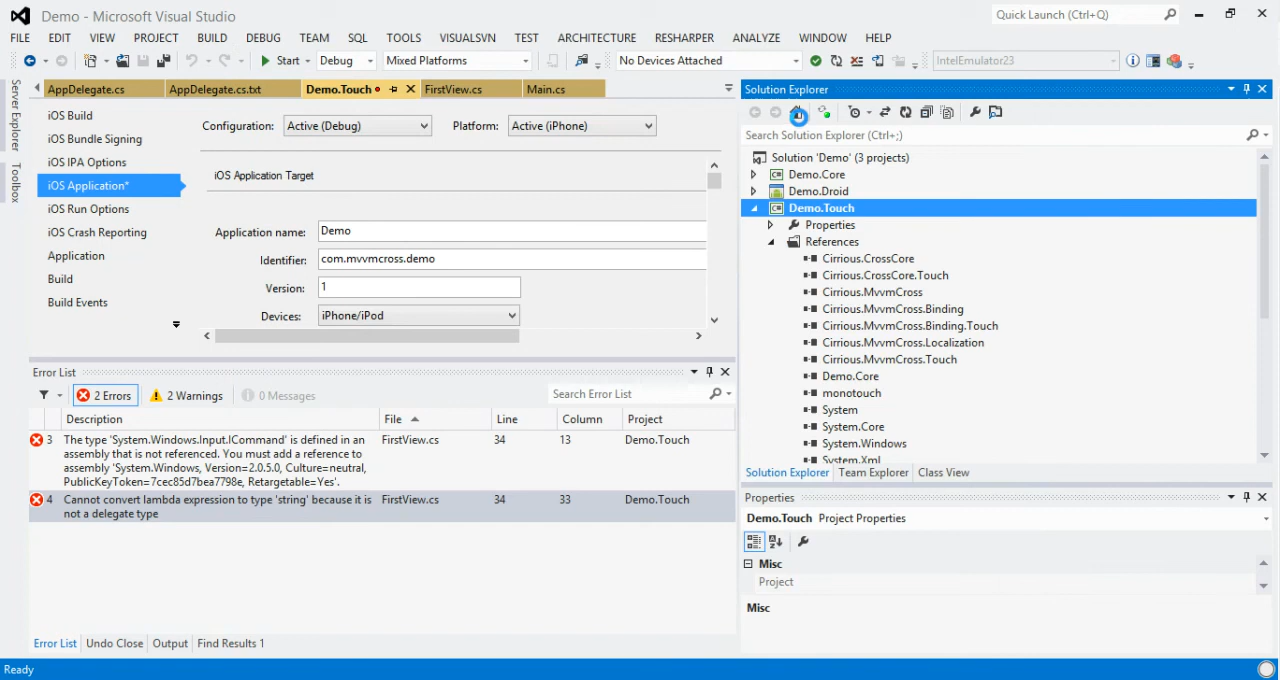 Demo - Microsoft Visual Studio
Quick Launch (Ctrl+Q)
FILE EDIT VIEW PROJECT BUILD DEBUG TEAM SQL TOOLS VISUALSVN TEST ARCHITECTURE RESHARPER ANALYZE WINDOW HELP
Start Debug Mixed Platforms No Devices Attached IntelEmulator23
Server Explorer
Toolbox
AppDelegate.cs AppDelegate.cs.txt Demo.Touch FirstView.cs Main.cs
iOS Build
iOS Bundle Signing
iOS IPA Options
iOS Application*
iOS Run Options
iOS Crash Reporting
Application
Build
Build Events
Configuration: Active (Debug) Platform: Active (iPhone)
iOS Application Target
Application name: Demo
Identifier: com.mvvmcross.demo
Version: 1
Devices: iPhone/iPod
Error List
2 Errors 2 Warnings 0 Messages Search Error List
Description File Line Column Project
3 The type 'System.Windows.Input.ICommand' is defined in an FirstView.cs 34 13 Demo.Touch
assembly that is not referenced. You must add a reference to
assembly 'System.Windows, Version=2.0.5.0, Culture=neutral,
PublicKeyToken=7cec85d7bea7798e, Retargetable=Yes'.
4 Cannot convert lambda expression to type 'string' because it is FirstView.cs 34 33 Demo.Touch
not a delegate type
Error List Undo Close Output Find Results 1
Solution Explorer
Search Solution Explorer (Ctrl+;)
Solution 'Demo' (3 projects)
Demo.Core
Demo.Droid
Demo.Touch
Properties
References
Cirrious.CrossCore
Cirrious.CrossCore.Touch
Cirrious.MvvmCross
Cirrious.MvvmCross.Binding
Cirrious.MvvmCross.Binding.Touch
Cirrious.MvvmCross.Localization
Cirrious.MvvmCross.Touch
Demo.Core
monotouch
System
System.Core
System.Windows
System.Xml
Solution Explorer Team Explorer Class View
Properties
Demo.Touch Project Properties
Misc
Project
Misc
Ready